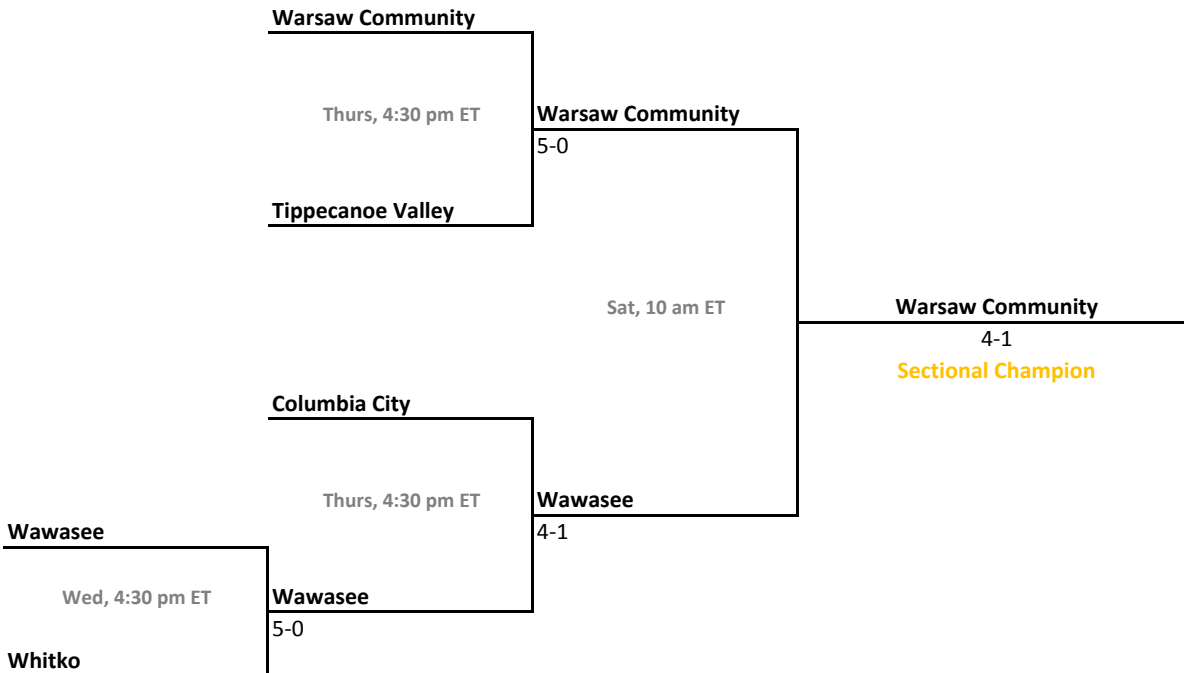 Warsaw Community
Thurs, 4:30 pm ET
Warsaw Community
5-0
Tippecanoe Valley
Sat, 10 am ET
Warsaw Community
4-1
Sectional Champion
Columbia City
Thurs, 4:30 pm ET
Wawasee
4-1
Wawasee
Wed, 4:30 pm ET
Wawasee
5-0
Whitko